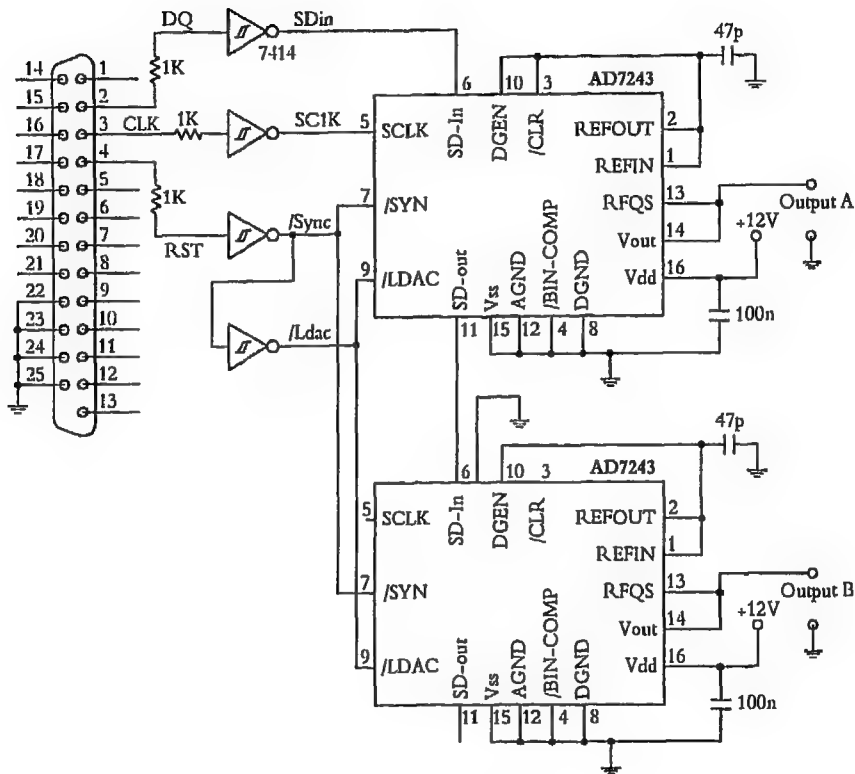 DQ
SDin
7414
1K
14
1
15
2
16
3
CLK
1K
SC1K
17
4
18
5
1K
19
6
20
7
RST
/Sync
21
8
22
9
23
10
/Ldac
24
11
25
12
13
47p
AD7243
6
10
3
5
SCLK
SD-In
DGEN
/CLR
REFOUT
2
REFIN
1
7
/SYN
RFQS
13
Output A
Vout
14
+12V
9
/LDAC
Vdd
16
SD-out
Vss
AGND
/BIN-COMP
DGND
100n
11
15
12
4
8
47p
AD7243
6
10
3
5
SCLK
SD-In
DGEN
/CLR
REFOUT
2
REFIN
1
7
/SYN
RFQS
13
Output B
Vout
14
+12V
9
/LDAC
Vdd
16
SD-out
Vss
AGND
/BIN-COMP
DGND
100n
11
15
12
4
8